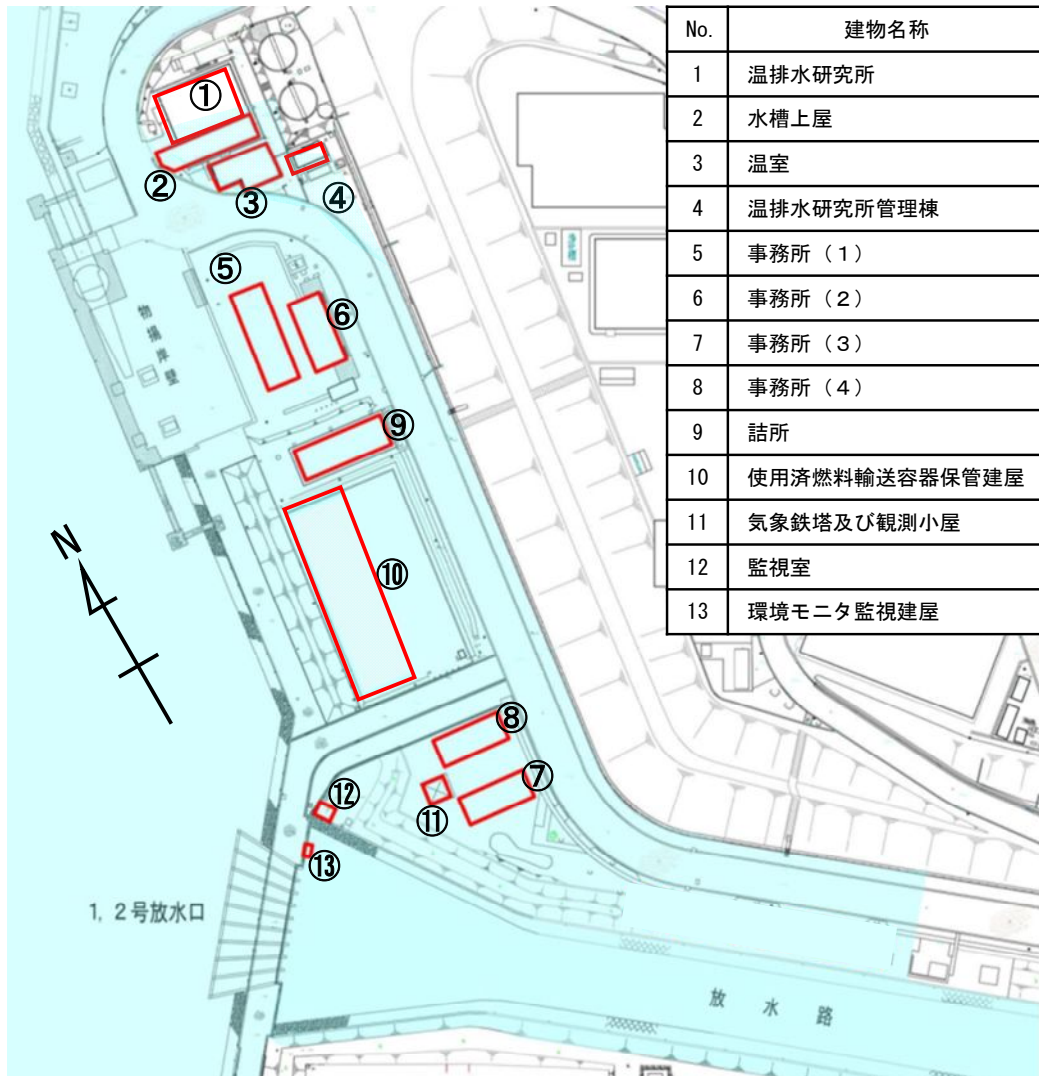 No. 建物名称
1 温排水研究所
2 水槽上屋
3 温室
4 温排水研究所管理棟
5 事務所（１）
6 事務所（２）
7 事務所（３）
8 事務所（４）
9 詰所
10 使用済燃料輸送容器保管建屋
11 気象鉄塔及び観測小屋
12 監視室
13 環境モニタ監視建屋
①
②
③
④
⑤
⑥
物揚岸壁
⑨
N
⑩
⑧
⑦
⑫
⑪
⑬
1, 2号放水口
放水路